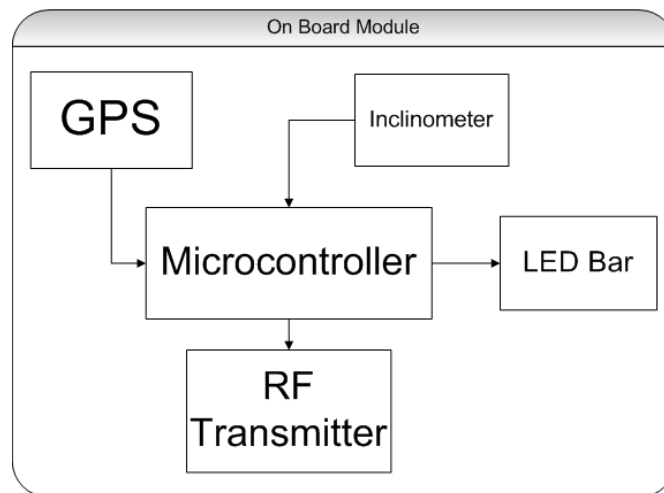 On Board Module
GPS
Inclinometer
Microcontroller
LED Bar
RF
Transmitter